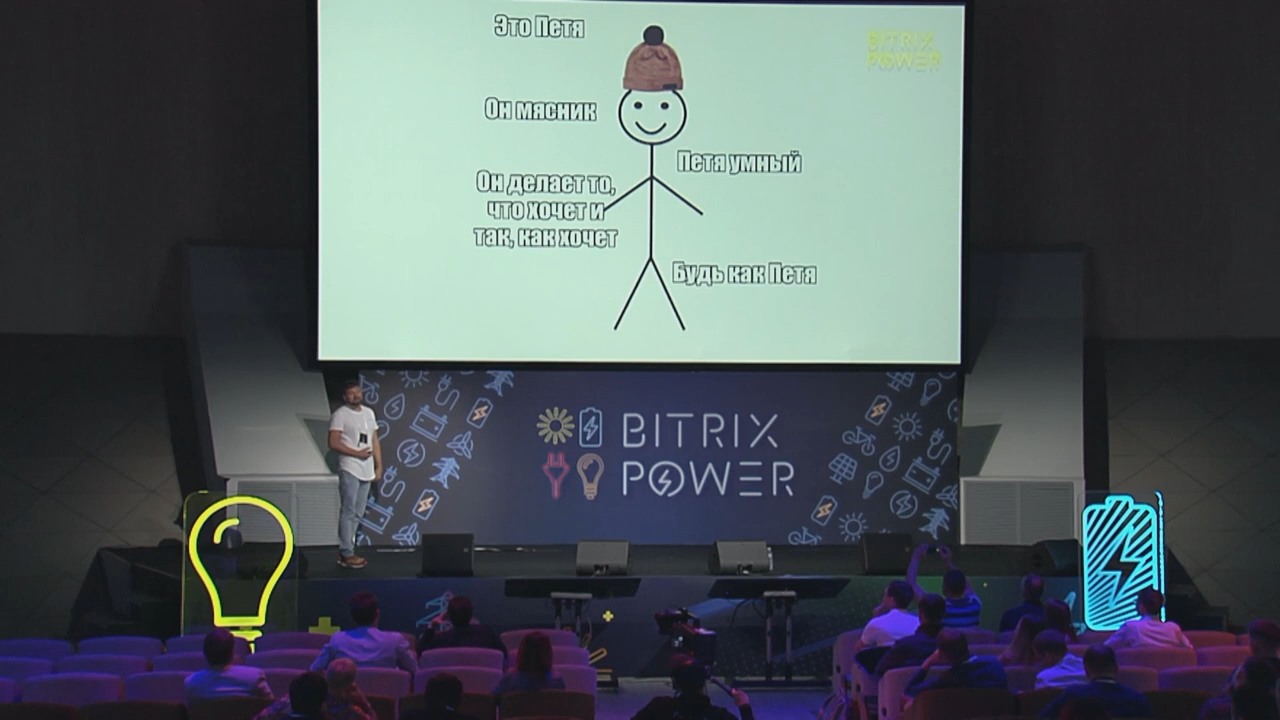 Это Петя
BITRIX
POWER
Он мясник
Петя умный
Он делает то,
что хочет и
так, как хочет
Будь как Петя
BITRIX
POWER